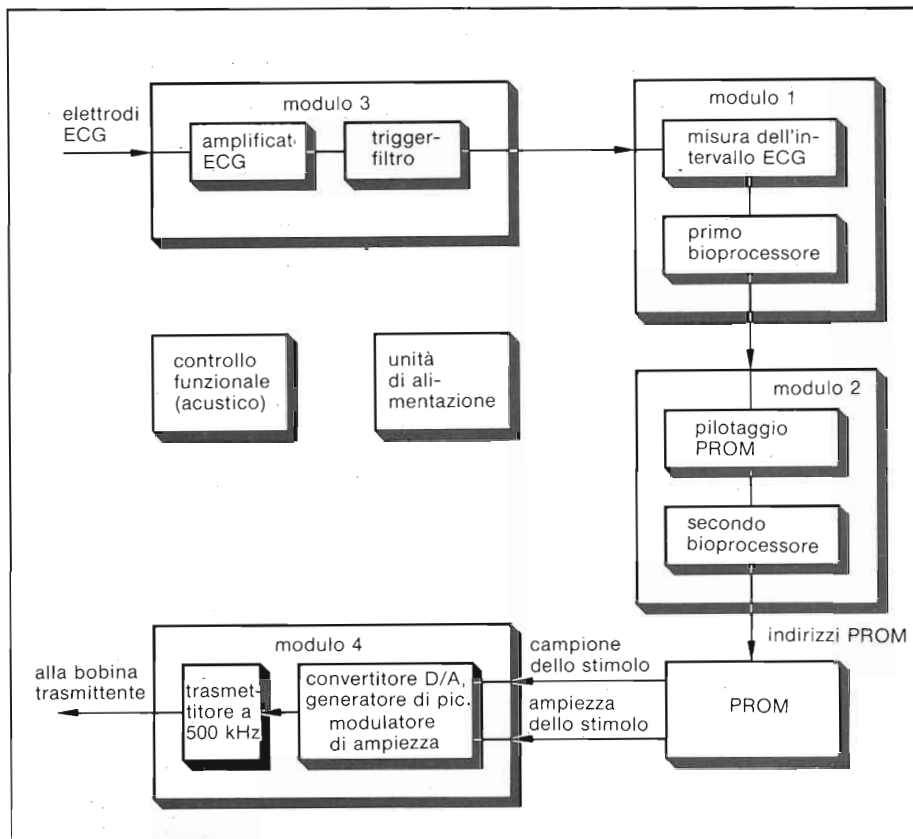 elettrodi
ECG
modulo 3
amplificat
ECG
trigger-
filtro
modulo 1
misura dell'in-
tervallo ECG
primo
bioprocessore
controllo
funzionale
(acustico)
unità
di ali-
mentazione
modulo 2
pilotaggio
PROM
secondo
bioprocessore
indirizzi PROM
PROM
campione
dello stimolo
ampiezza
dello stimolo
modulo 4
convertitore D/A,
generatore di pic.
modulatore
di ampiezza
trasmet-
titore a
500 kHz
alla bobina
trasmittente